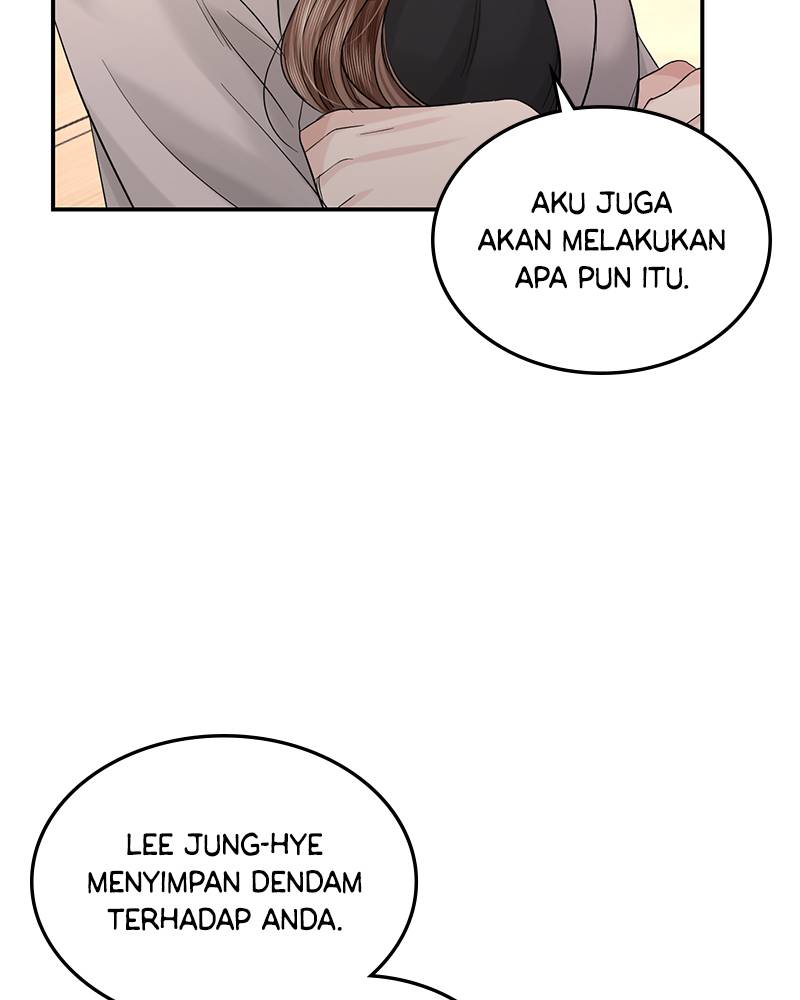 AKU JUGA
AKAN MELAKUKAN
APA PUN ITU.
LEE JUNG-HYE
MENYIMPAN DENDAM
TERHADAP ANDA.